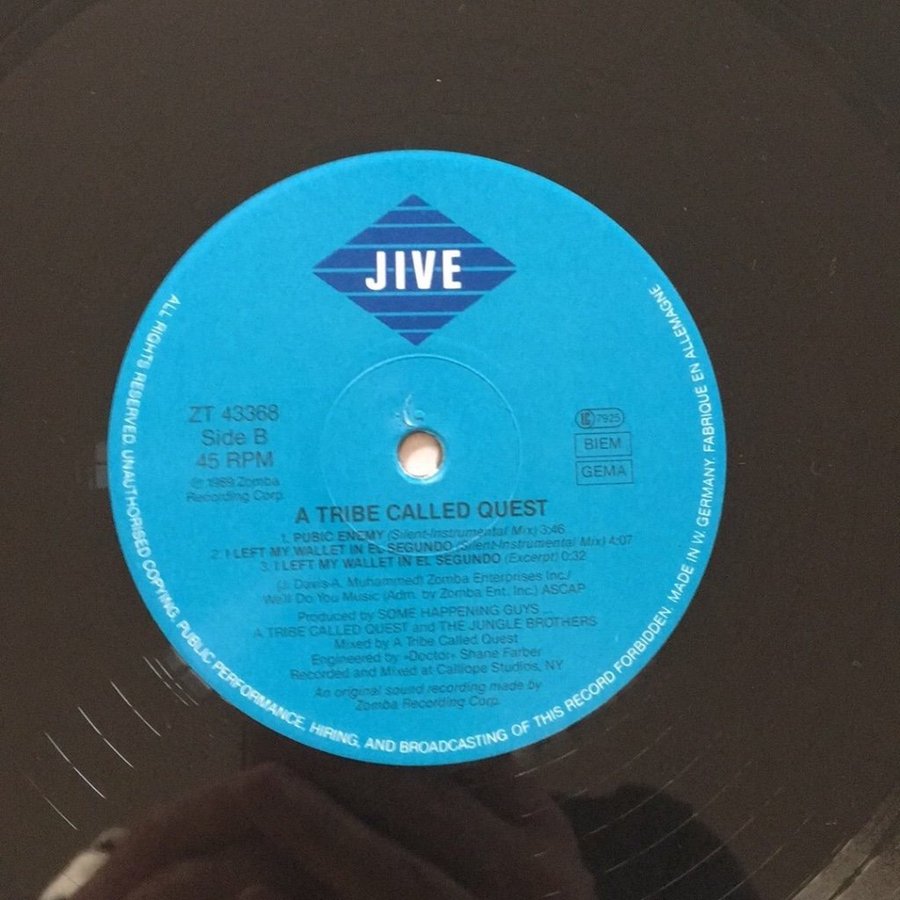 JIVE
ZT 43368
Side B
45 RPM
℗ 1989 Zomba
Recording Corp.
LC 7925
BIEM
GEMA
A TRIBE CALLED QUEST
1. PUBIC ENEMY (Silent-Instrumental Mix) 3:46
2. I LEFT MY WALLET IN EL SEGUNDO (Silent-Instrumental Mix) 4:07
3. I LEFT MY WALLET IN EL SEGUNDO (Excerpt) 0:32
(J. Davis-A. Muhammed) Zomba Enterprises Inc./
We'll Do You Music (Adm. by Zomba Ent. Inc.) ASCAP
Produced by SOME HAPPENING GUYS ...
A TRIBE CALLED QUEST and THE JUNGLE BROTHERS
Mixed by A Tribe Called Quest
Engineered by »Doctor« Shane Farber
Recorded and Mixed at Calliope Studios, NY
An original sound recording made by
Zomba Recording Corp.
ALL RIGHTS RESERVED. UNAUTHORISED COPYING, PUBLIC PERFORMANCE, HIRING, AND BROADCASTING OF THIS RECORD FORBIDDEN. MADE IN W. GERMANY. FABRIQUE EN ALLEMAGNE